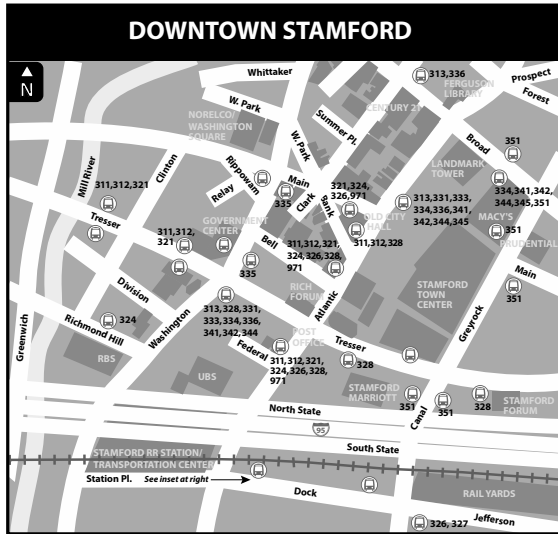 DOWNTOWN STAMFORD
N
Whittaker
313,336
FERGUSON
LIBRARY
Prospect
Forest
W. Park
CENTURY 21
NORELCO/
WASHINGTON
SQUARE
Summer Pl.
W. Park
Broad
351
Mill River
Clinton
Rippowam
LANDMARK
TOWER
311,312,321
Relay
Main
335
Clark
Bank
321,324,
326,971
334,341,342,
344,345,351
313,331,333,
334,336,341,
342,344,345
OLD CITY
HALL
MACY'S
351
PRUDENTIAL
Tresser
GOVERNMENT
CENTER
311,312,
321
Bell
311,312,321,
324,326,328,
971
311,312,328
335
Main
351
Division
RICH FORUM
STAMFORD
TOWN
CENTER
Atlantic
Greyrock
313,328,331,
333,334,336,
341,342,344
324
Richmond Hill
Washington
Greenwich
POST
OFFICE
Tresser
RBS
Federal
311,312,321,
324,326,328,
971
328
UBS
STAMFORD
MARRIOTT
351
Canal
351
328
STAMFORD
FORUM
North State
95
South State
STAMFORD RR STATION/
TRANSPORTATION CENTER
Station Pl.
See inset at right
Dock
RAIL YARDS
326, 327
Jefferson